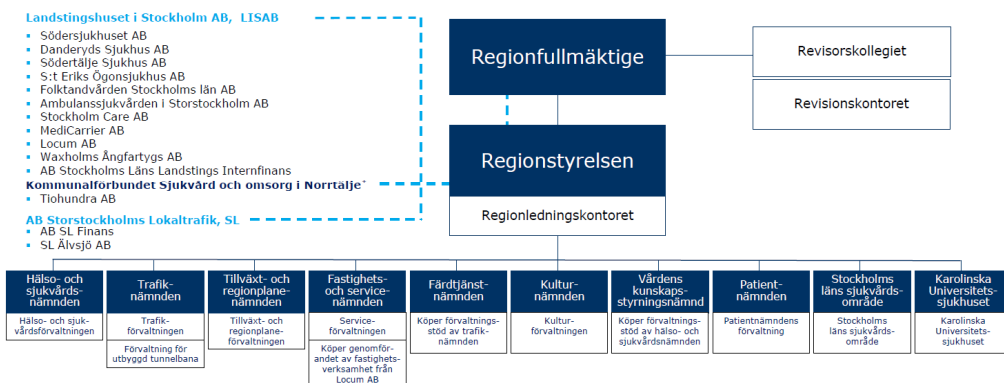 Landstingshuset i Stockholm AB, LISAB
▪ Södersjukhuset AB
▪ Danderyds Sjukhus AB
▪ Södertälje Sjukhus AB
▪ S:t Eriks Ögonsjukhus AB
▪ Folktandvården Stockholms län AB
▪ Ambulanssjukvården i Storstockholm AB
▪ Stockholm Care AB
▪ MediCarrier AB
▪ Locum AB
▪ Waxholms Ångfartygs AB
▪ AB Stockholms Läns Landstings Internfinans
Kommunalförbundet Sjukvård och omsorg i Norrtälje*
▪ Tiohundra AB
AB Storstockholms Lokaltrafik, SL
▪ AB SL Finans
▪ SL Älvsjö AB
Regionfullmäktige
Revisorskollegiet
Revisionskontoret
Regionstyrelsen
Regionledningskontoret
Hälso- och
sjukvårds-
nämnden
Hälso- och sjuk-
vårdsförvaltningen
Trafik-
nämnden
Trafik-
förvaltningen
Förvaltning för
utbyggd tunnelbana
Tillväxt- och
regionplane-
nämnden
Tillväxt- och
regionplane-
förvaltningen
Fastighets-
och service-
nämnden
Service-
förvaltningen
Köper genomför-
andet av fastighets-
verksamhet från
Locum AB
Färdtjänst-
nämnden
Köper förvaltnings-
stöd av trafik-
nämnden
Kultur-
nämnden
Kultur-
förvaltningen
Vårdens
kunskaps-
styrningsnämnd
Köper förvaltnings-
stöd av hälso- och
sjukvårdsnämnden
Patient-
nämnden
Patientnämndens
förvaltning
Stockholms
läns sjukvårds-
område
Stockholms
läns sjukvårds-
område
Karolinska
Universitets-
sjukhuset
Karolinska
Universitets-
sjukhuset